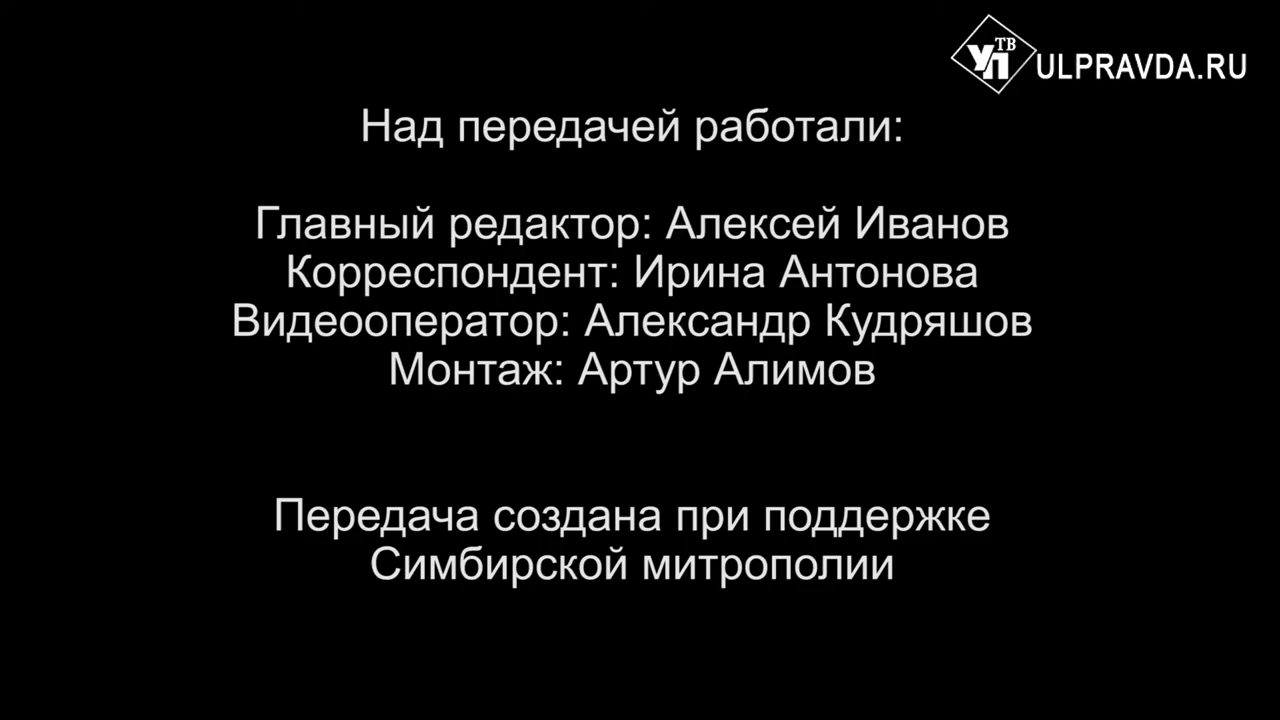 УП ТВ ULPRAVDA.RU
Над передачей работали:
Главный редактор: Алексей Иванов
Корреспондент: Ирина Антонова
Видеооператор: Александр Кудряшов
Монтаж: Артур Алимов
Передача создана при поддержке
Симбирской митрополии